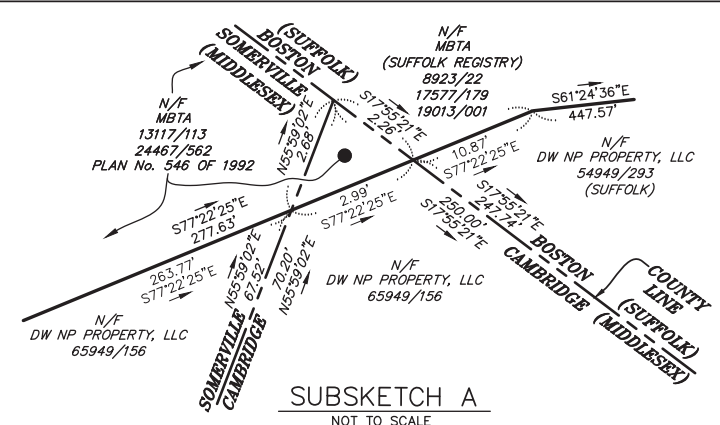 N/F
MBTA
13117/113
24467/562
PLAN No. 546 OF 1992
(SUFFOLK)
BOSTON
SOMERVILLE
(MIDDLESEX)
N/F
MBTA
(SUFFOLK REGISTRY)
8923/22
17577/179
19013/001
S61°24'36"E
447.57'
N/F
DW NP PROPERTY, LLC
54949/293
(SUFFOLK)
S17°55'21"E
2.26'
N55°59'02"E
2.68'
10.87'
S77°22'25"E
2.99'
S77°22'25"E
S77°22'25"E
277.63'
263.77'
S77°22'25"E
N55°59'02"E
67.52'
70.20'
N55°59'02"E
S17°55'21"E
247.74'
250.00'
S17°55'21"E
N/F
DW NP PROPERTY, LLC
65949/156
N/F
DW NP PROPERTY, LLC
65949/156
SOMERVILLE
CAMBRIDGE
BOSTON
CAMBRIDGE
(SUFFOLK)
(MIDDLESEX)
COUNTY
LINE
SUBSKETCH A
NOT TO SCALE